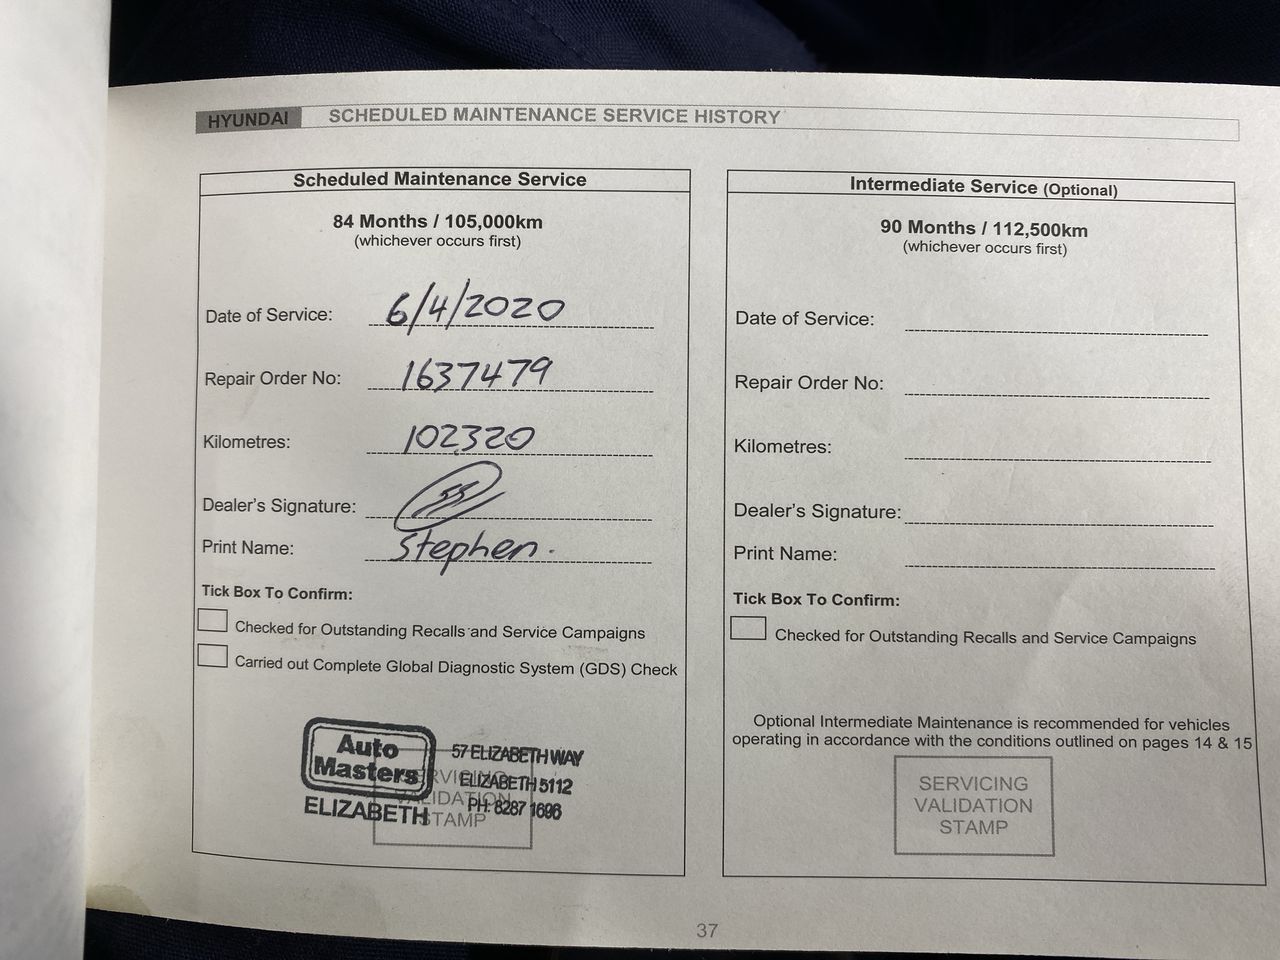 HYUNDAI SCHEDULED MAINTENANCE SERVICE HISTORY
Scheduled Maintenance Service
84 Months / 105,000km
(whichever occurs first)
Date of Service: 6/4/2020
Repair Order No: 1637479
Kilometres: 102320
Dealer's Signature:
Print Name: Stephen.
Tick Box To Confirm:
Checked for Outstanding Recalls and Service Campaigns
Carried out Complete Global Diagnostic System (GDS) Check
Auto
Masters
ELIZABETH
57 ELIZABETH WAY
ELIZABETH 5112
PH: 8287 1696
SERVICING
VALIDATION
STAMP
Intermediate Service (Optional)
90 Months / 112,500km
(whichever occurs first)
Date of Service:
Repair Order No:
Kilometres:
Dealer's Signature:
Print Name:
Tick Box To Confirm:
Checked for Outstanding Recalls and Service Campaigns
Optional Intermediate Maintenance is recommended for vehicles
operating in accordance with the conditions outlined on pages 14 & 15
SERVICING
VALIDATION
STAMP
37